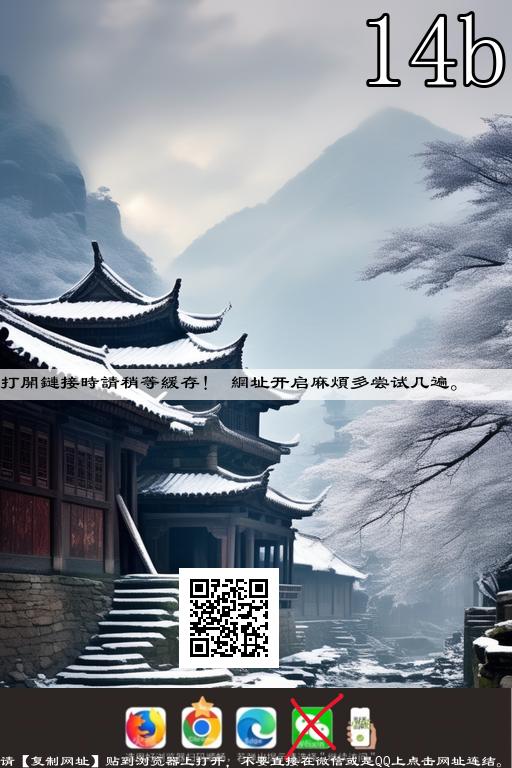 14b
打開鏈接時請稍等緩存！ 網址开启麻煩多尝试几遍。
请【复制网址】贴到浏览器上打开，不要直接在微信或是QQ上点击网址连结。